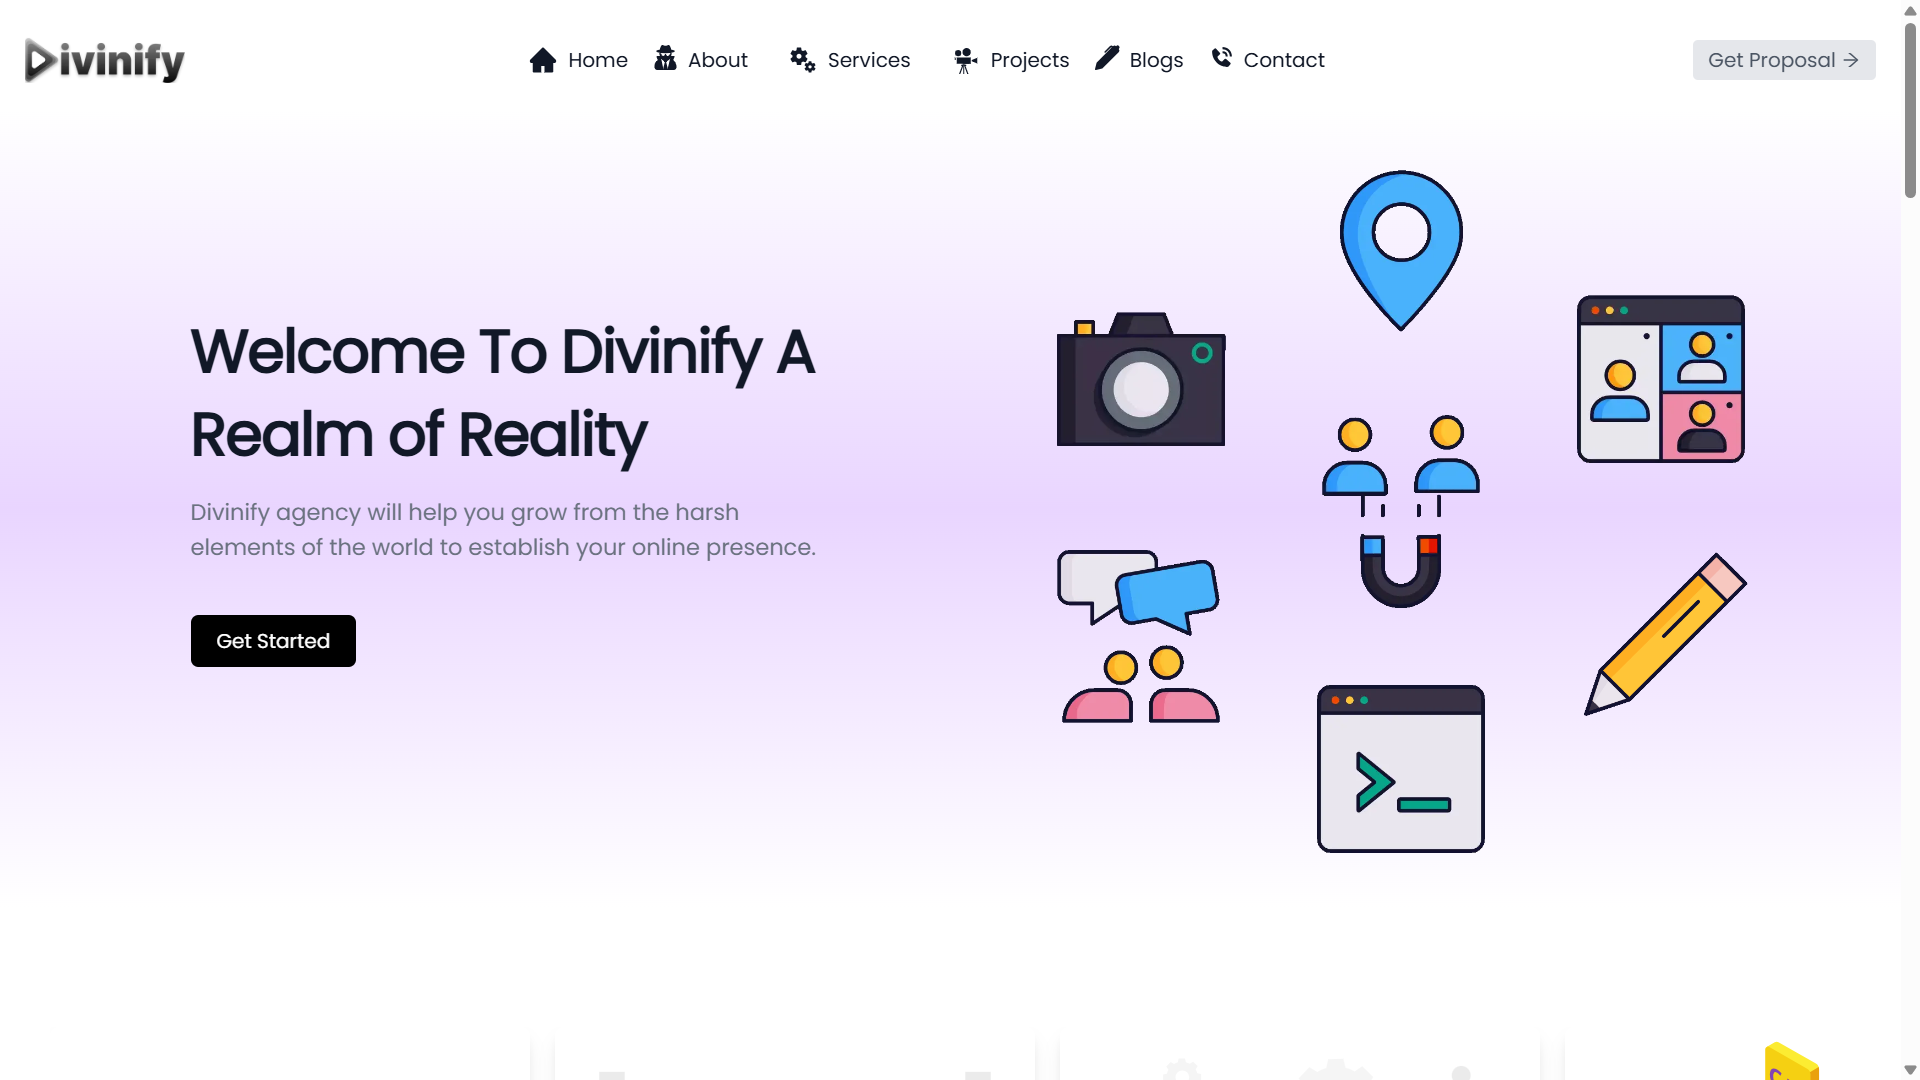 Divinify
Home
About
Services
Projects
Blogs
Contact
Get Proposal →
Welcome To Divinify A
Realm of Reality
Divinify agency will help you grow from the harsh
elements of the world to establish your online presence.
Get Started